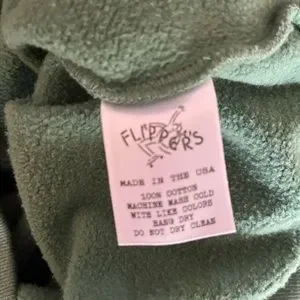 FLIPPER'S
MADE IN THE USA
100% COTTON
MACHINE WASH COLD
WITH LIKE COLORS
HANG DRY
DO NOT DRY CLEAN